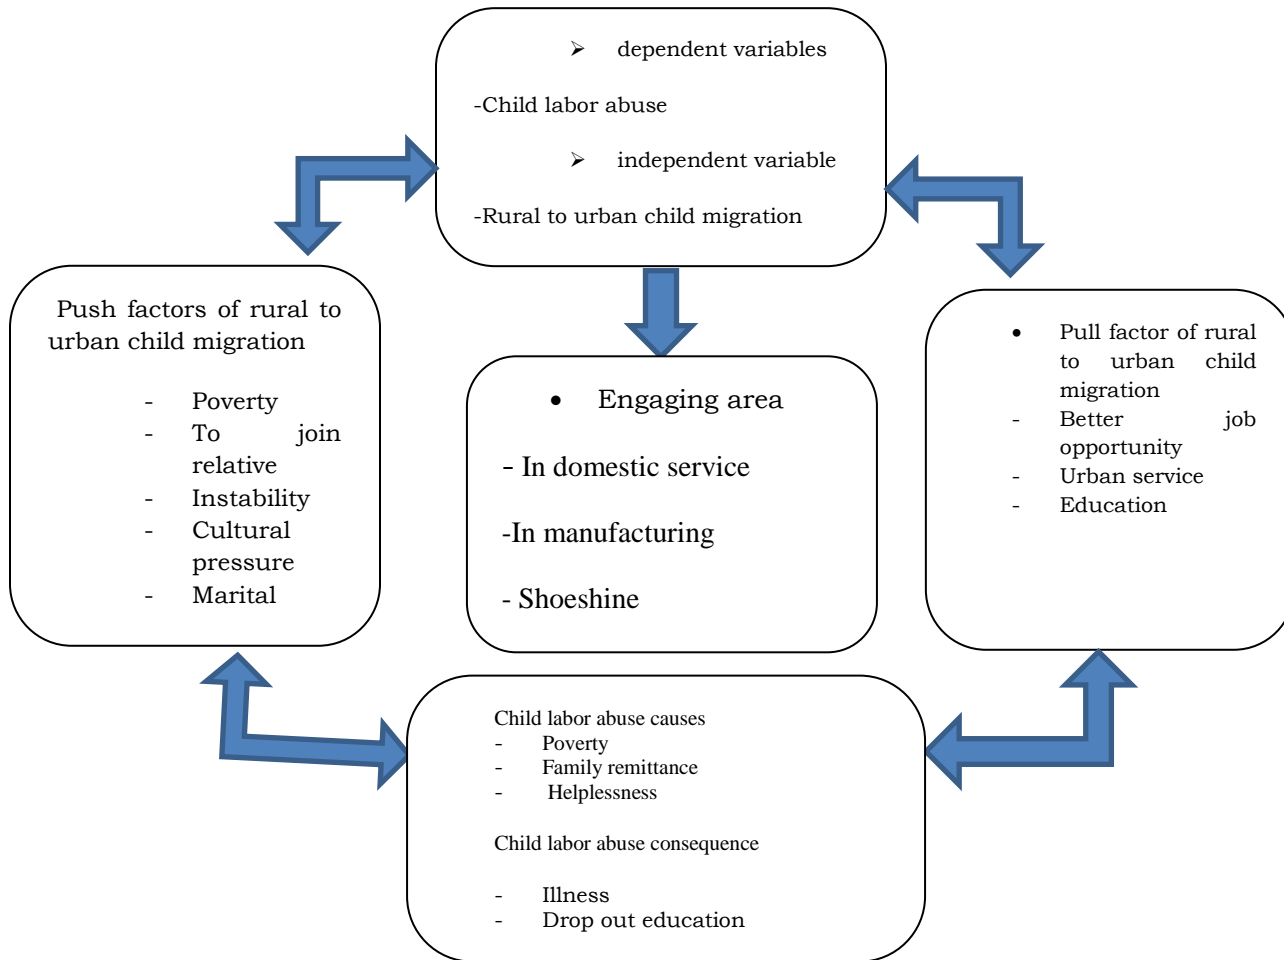 ➢ dependent variables
-Child labor abuse
➢ independent variable
-Rural to urban child migration
Push factors of rural to
urban child migration
- Poverty
- To join
relative
- Instability
- Cultural
pressure
- Marital
• Engaging area
- In domestic service
-In manufacturing
- Shoeshine
• Pull factor of rural
to urban child
migration
- Better job
opportunity
- Urban service
- Education
Child labor abuse causes
- Poverty
- Family remittance
- Helplessness
Child labor abuse consequence
- Illness
- Drop out education